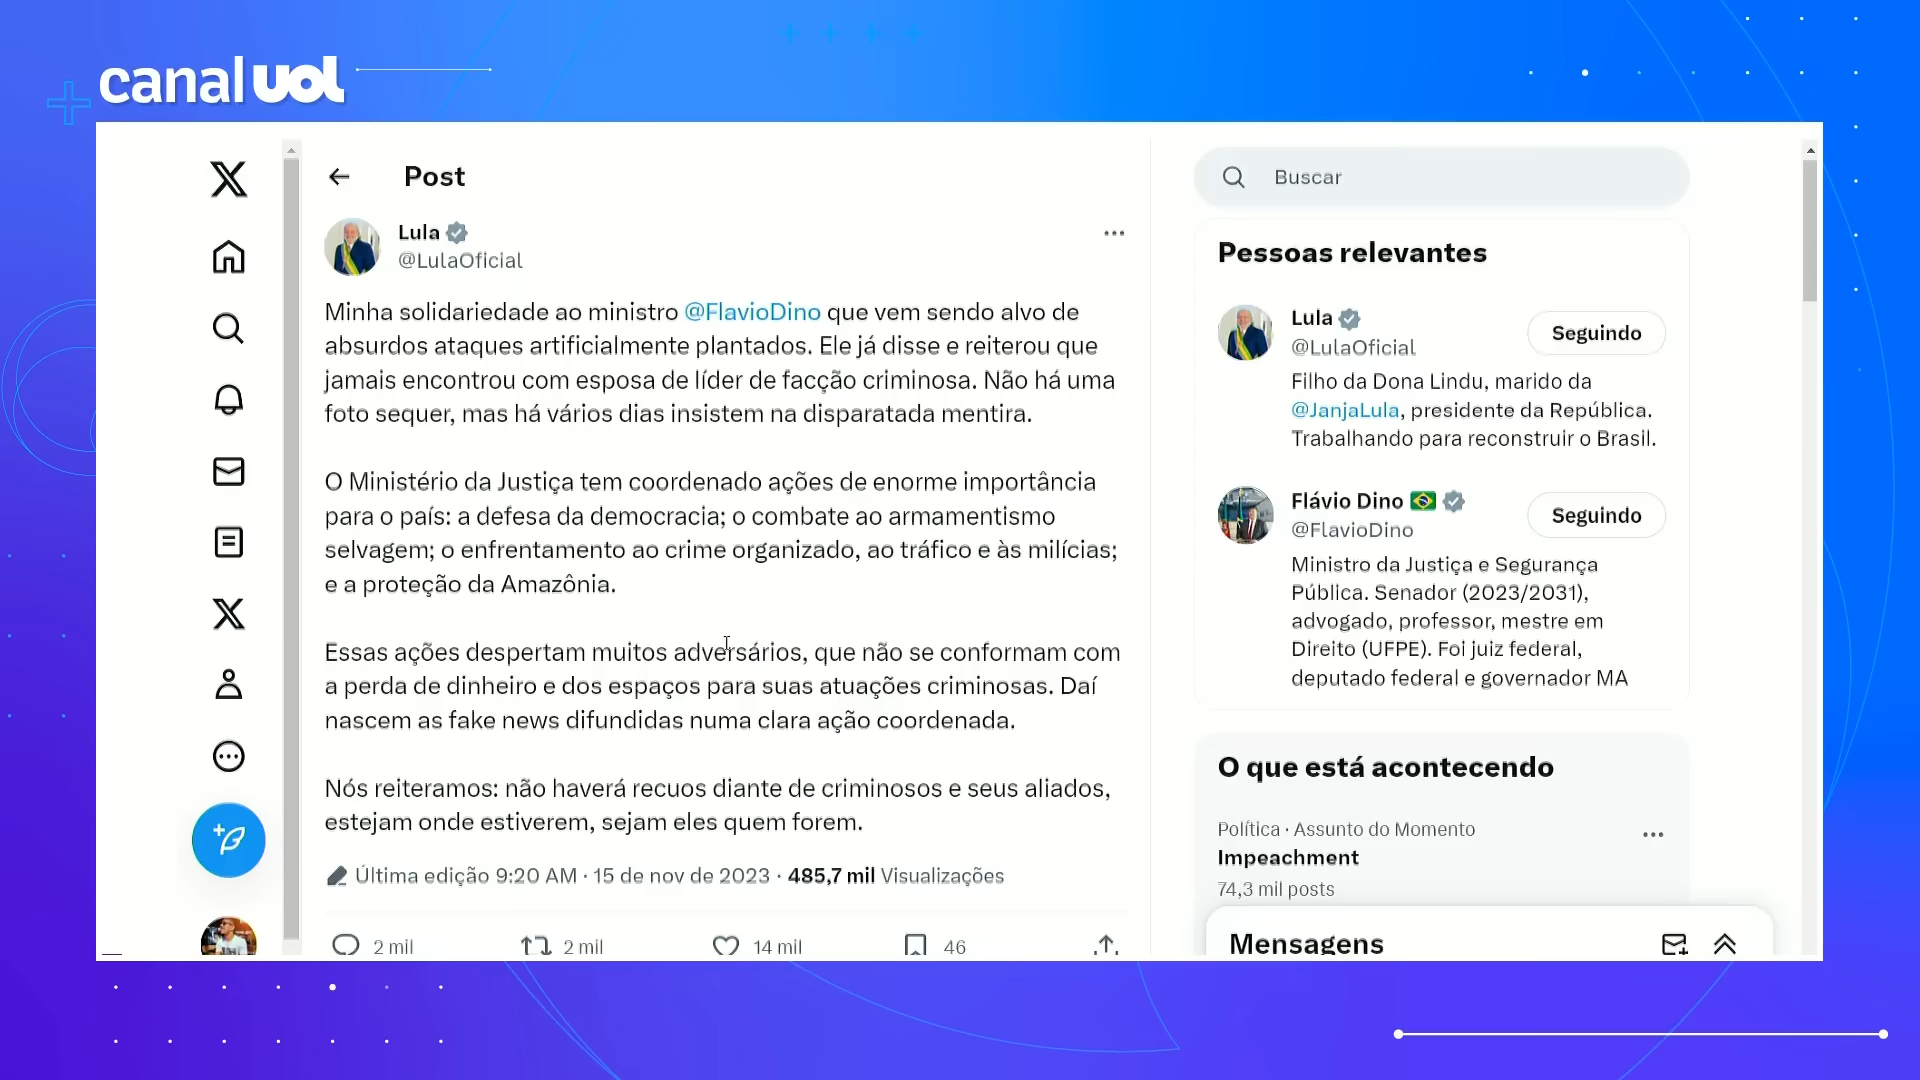 canal uol
Post
Lula
@LulaOficial
Minha solidariedade ao ministro @FlavioDino que vem sendo alvo de
absurdos ataques artificialmente plantados. Ele já disse e reiterou que
jamais encontrou com esposa de líder de facção criminosa. Não há uma
foto sequer, mas há vários dias insistem na disparatada mentira.
O Ministério da Justiça tem coordenado ações de enorme importância
para o país: a defesa da democracia; o combate ao armamentismo
selvagem; o enfrentamento ao crime organizado, ao tráfico e às milícias;
e a proteção da Amazônia.
Essas ações despertam muitos adversários, que não se conformam com
a perda de dinheiro e dos espaços para suas atuações criminosas. Daí
nascem as fake news difundidas numa clara ação coordenada.
Nós reiteramos: não haverá recuos diante de criminosos e seus aliados,
estejam onde estiverem, sejam eles quem forem.
Última edição 9:20 AM · 15 de nov de 2023 · 485,7 mil Visualizações
2 mil 2 mil 14 mil 46
Buscar
Pessoas relevantes
Lula
@LulaOficial
Seguindo
Filho da Dona Lindu, marido da
@JanjaLula, presidente da República.
Trabalhando para reconstruir o Brasil.
Flávio Dino
@FlavioDino
Seguindo
Ministro da Justiça e Segurança
Pública. Senador (2023/2031),
advogado, professor, mestre em
Direito (UFPE). Foi juiz federal,
deputado federal e governador MA
O que está acontecendo
Política · Assunto do Momento
Impeachment
74,3 mil posts
Mensagens